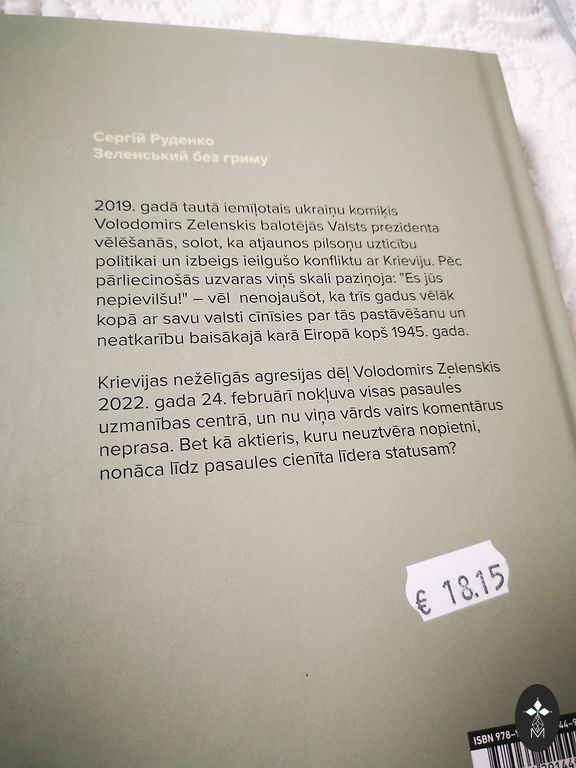 Сергій Руденко
Зеленський без гриму
2019. gadā tautā iemīļotais ukraiņu komiķis
Volodomirs Zelenskis balotējās Valsts prezidenta
vēlēšanās, solot, ka atjaunos pilsoņu uzticību
politikai un izbeigs ieilgušo konfliktu ar Krieviju. Pēc
pārliecinošās uzvaras viņš skali paziņoja: "Es jūs
nepievilšu!" – vēl nenojaušot, ka trīs gadus vēlāk
kopā ar savu valsti cīnīsies par tās pastāvēšanu un
neatkarību baisākajā karā Eiropā kopš 1945. gada.
Krievijas nežēlīgās agresijas dēļ Volodomirs Zeļenskis
2022. gada 24. februārī nokļuva visas pasaules
uzmanības centrā, un nu viņa vārds vairs komentārus
neprasa. Bet kā aktieris, kuru neuztvēra nopietni,
nonāca līdz pasaules cienīta līdera statusam?
€ 18.15
ISBN 978-